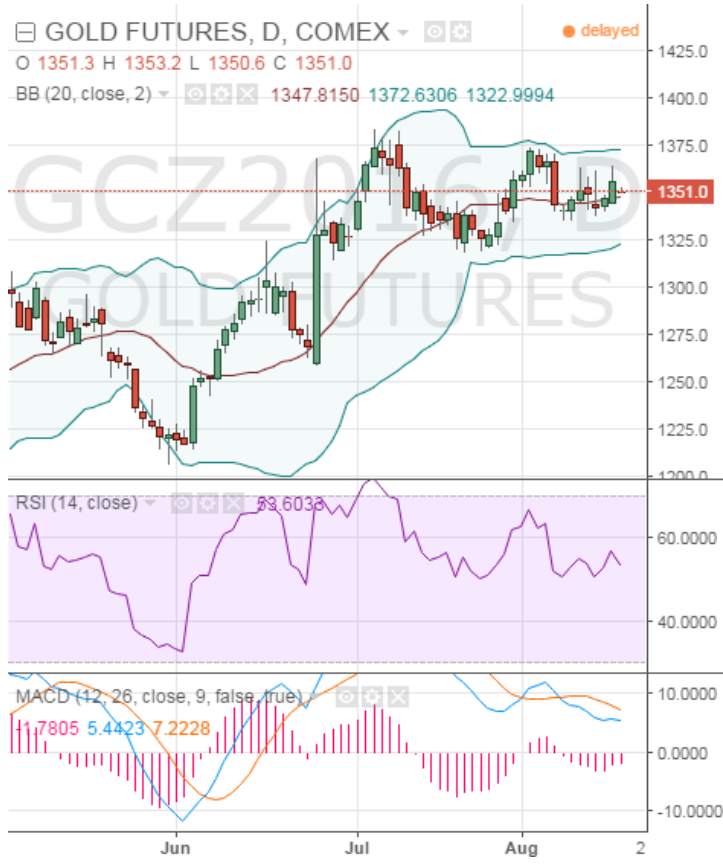 GOLD FUTURES, D, COMEX
delayed
O 1351.3 H 1353.2 L 1350.6 C 1351.0
BB (20, close, 2) 1347.8150 1372.6306 1322.9994
GCZ2016, D
GOLD FUTURES
1425.0
1400.0
1375.0
1351.0
1325.0
1300.0
1275.0
1250.0
1225.0
1200.0
RSI (14, close) 53.6033
60.0000
40.0000
MACD (12, 26, close, 9, false, true)
-1.7805 5.4423 7.2228
10.0000
0.0000
-10.0000
Jun Jul Aug 2